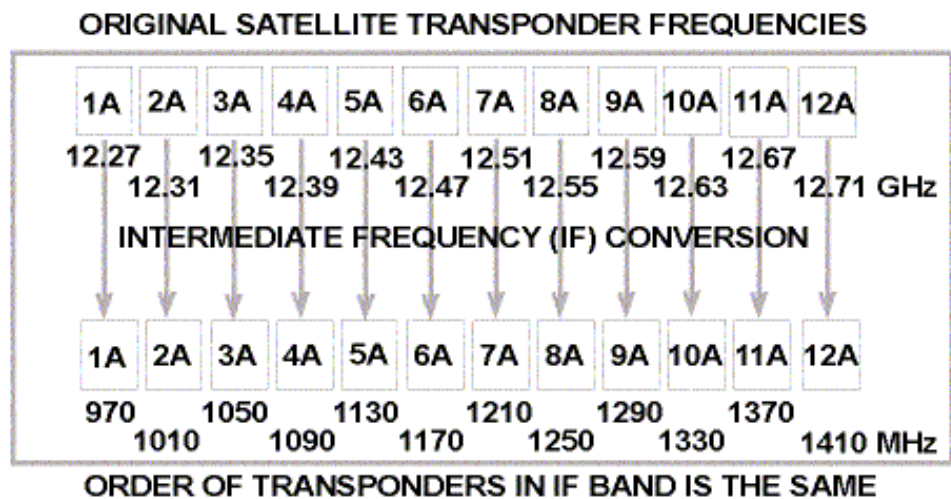 ORIGINAL SATELLITE TRANSPONDER FREQUENCIES
1A 2A 3A 4A 5A 6A 7A 8A 9A 10A 11A 12A
12.27 12.35 12.43 12.51 12.59 12.67
12.31 12.39 12.47 12.55 12.63 12.71 GHz
INTERMEDIATE FREQUENCY (IF) CONVERSION
1A 2A 3A 4A 5A 6A 7A 8A 9A 10A 11A 12A
970 1050 1130 1210 1290 1370
1010 1090 1170 1250 1330 1410 MHz
ORDER OF TRANSPONDERS IN IF BAND IS THE SAME